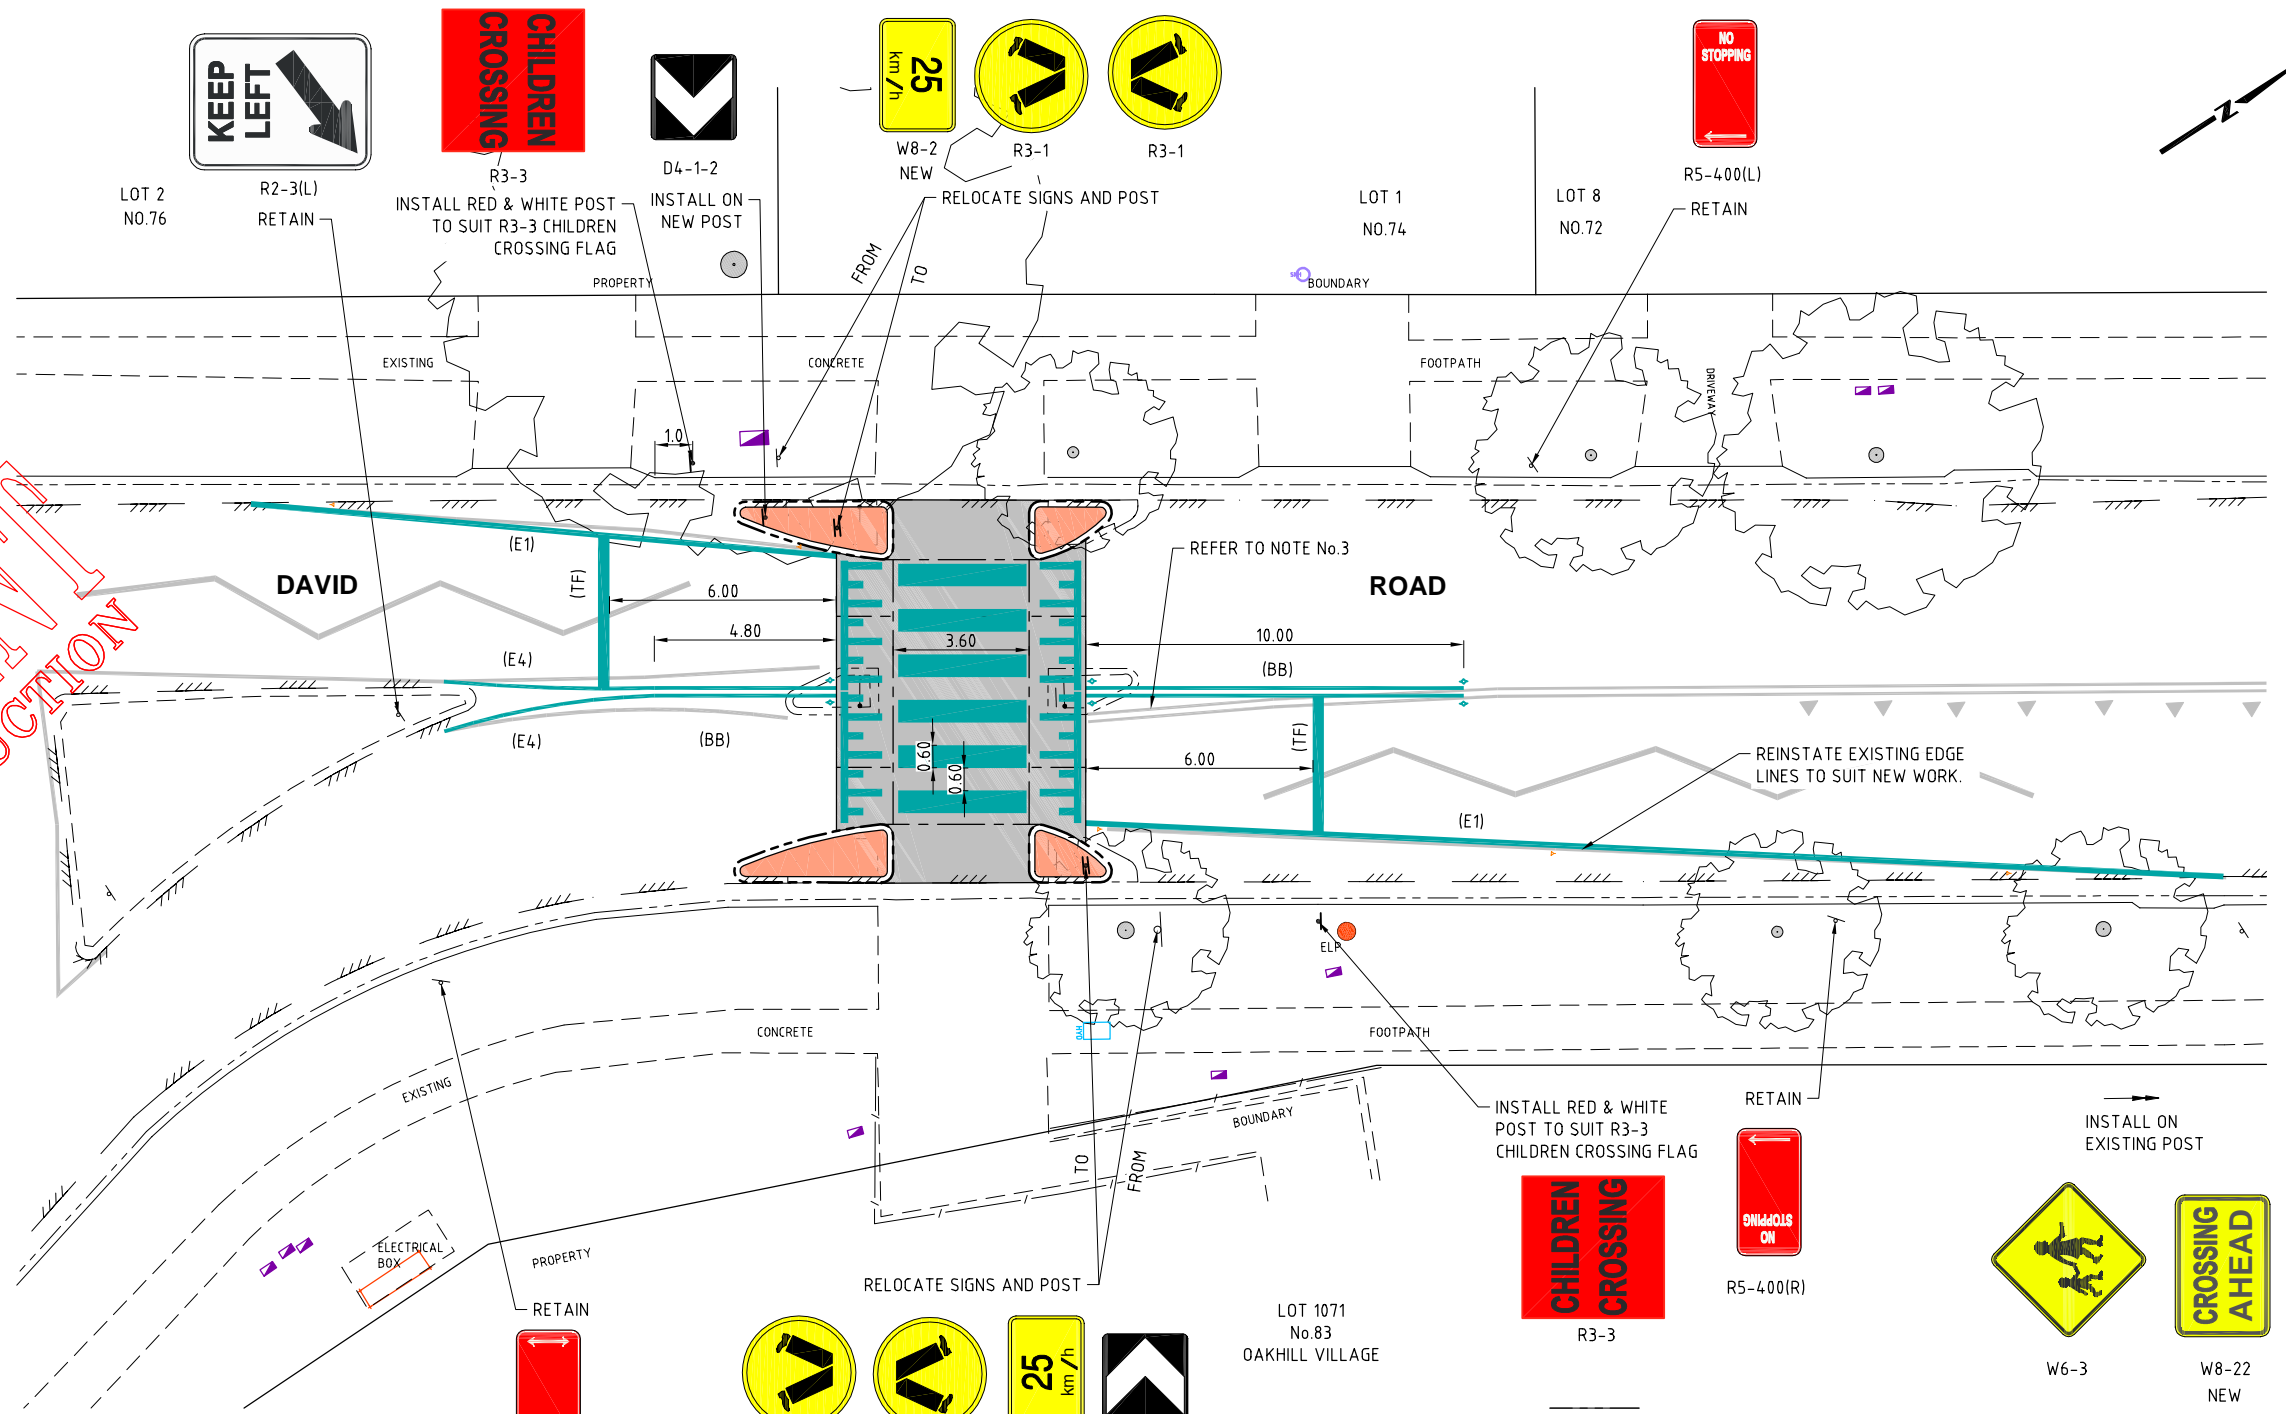 KEEP
LEFT
R2-3(L)
RETAIN
CHILDREN
CROSSING
R3-3
INSTALL RED & WHITE POST
TO SUIT R3-3 CHILDREN
CROSSING FLAG
D4-1-2
INSTALL ON
NEW POST
25
km/h
W8-2
NEW
R3-1
R3-1
RELOCATE SIGNS AND POST
FROM
TO
NO
STOPPING
R5-400(L)
RETAIN
N
LOT 2
NO.76
LOT 1
NO.74
LOT 8
NO.72
PROPERTY
SMH
BOUNDARY
EXISTING
CONCRETE
FOOTPATH
DRIVEWAY
1.0
(E1)
(TF)
DAVID
6.00
4.80
3.60
REFER TO NOTE No.3
ROAD
10.00
(BB)
(E4)
(E4)
(BB)
0.60
0.60
6.00
(TF)
(E1)
REINSTATE EXISTING EDGE
LINES TO SUIT NEW WORK.
ELP
HYD
CONCRETE
FOOTPATH
EXISTING
BOUNDARY
PROPERTY
ELECTRICAL
BOX
RETAIN
TO
FROM
RELOCATE SIGNS AND POST
25
km/h
LOT 1071
No.83
OAKHILL VILLAGE
INSTALL RED & WHITE
POST TO SUIT R3-3
CHILDREN CROSSING FLAG
CHILDREN
CROSSING
R3-3
RETAIN
NO
STOPPING
R5-400(R)
INSTALL ON
EXISTING POST
W6-3
CROSSING
AHEAD
W8-22
NEW